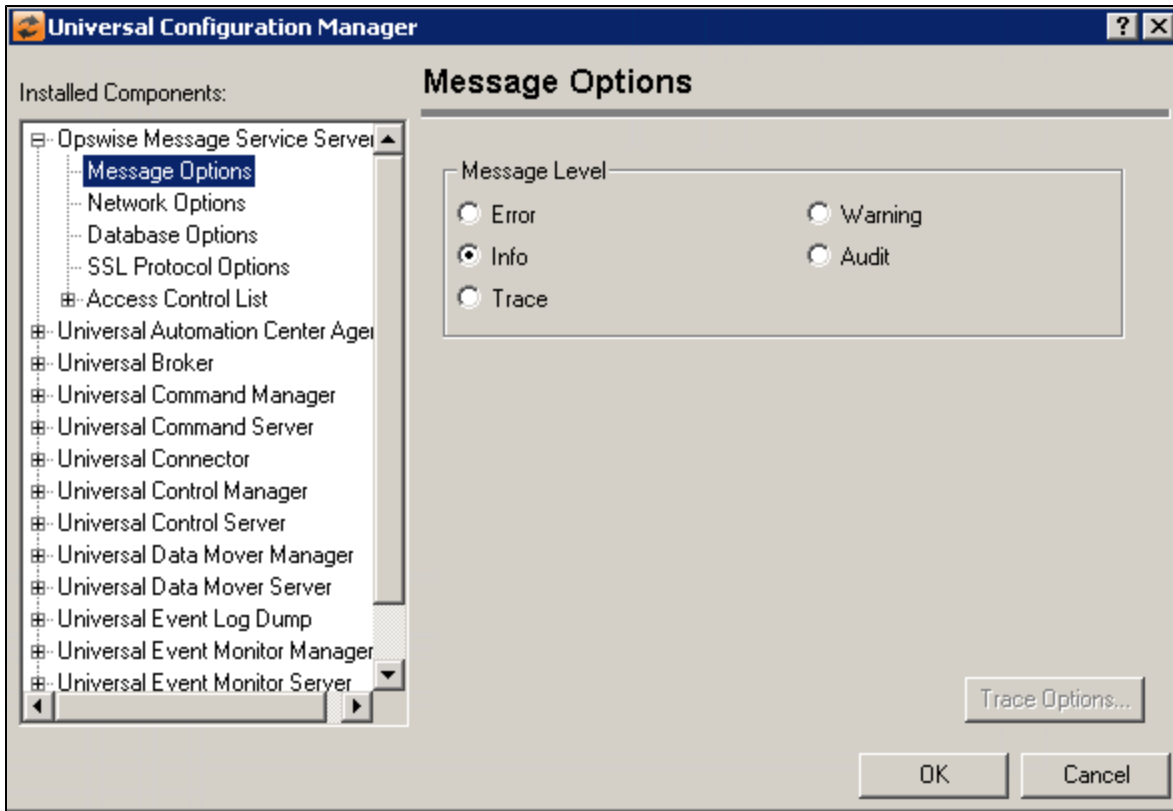 Universal Configuration Manager
Installed Components:
Opswise Message Service Server
Message Options
Network Options
Database Options
SSL Protocol Options
Access Control List
Universal Automation Center Ager
Universal Broker
Universal Command Manager
Universal Command Server
Universal Connector
Universal Control Manager
Universal Control Server
Universal Data Mover Manager
Universal Data Mover Server
Universal Event Log Dump
Universal Event Monitor Manager
Universal Event Monitor Server
Message Options
Message Level
Error
Warning
Info
Audit
Trace
Trace Options...
OK
Cancel